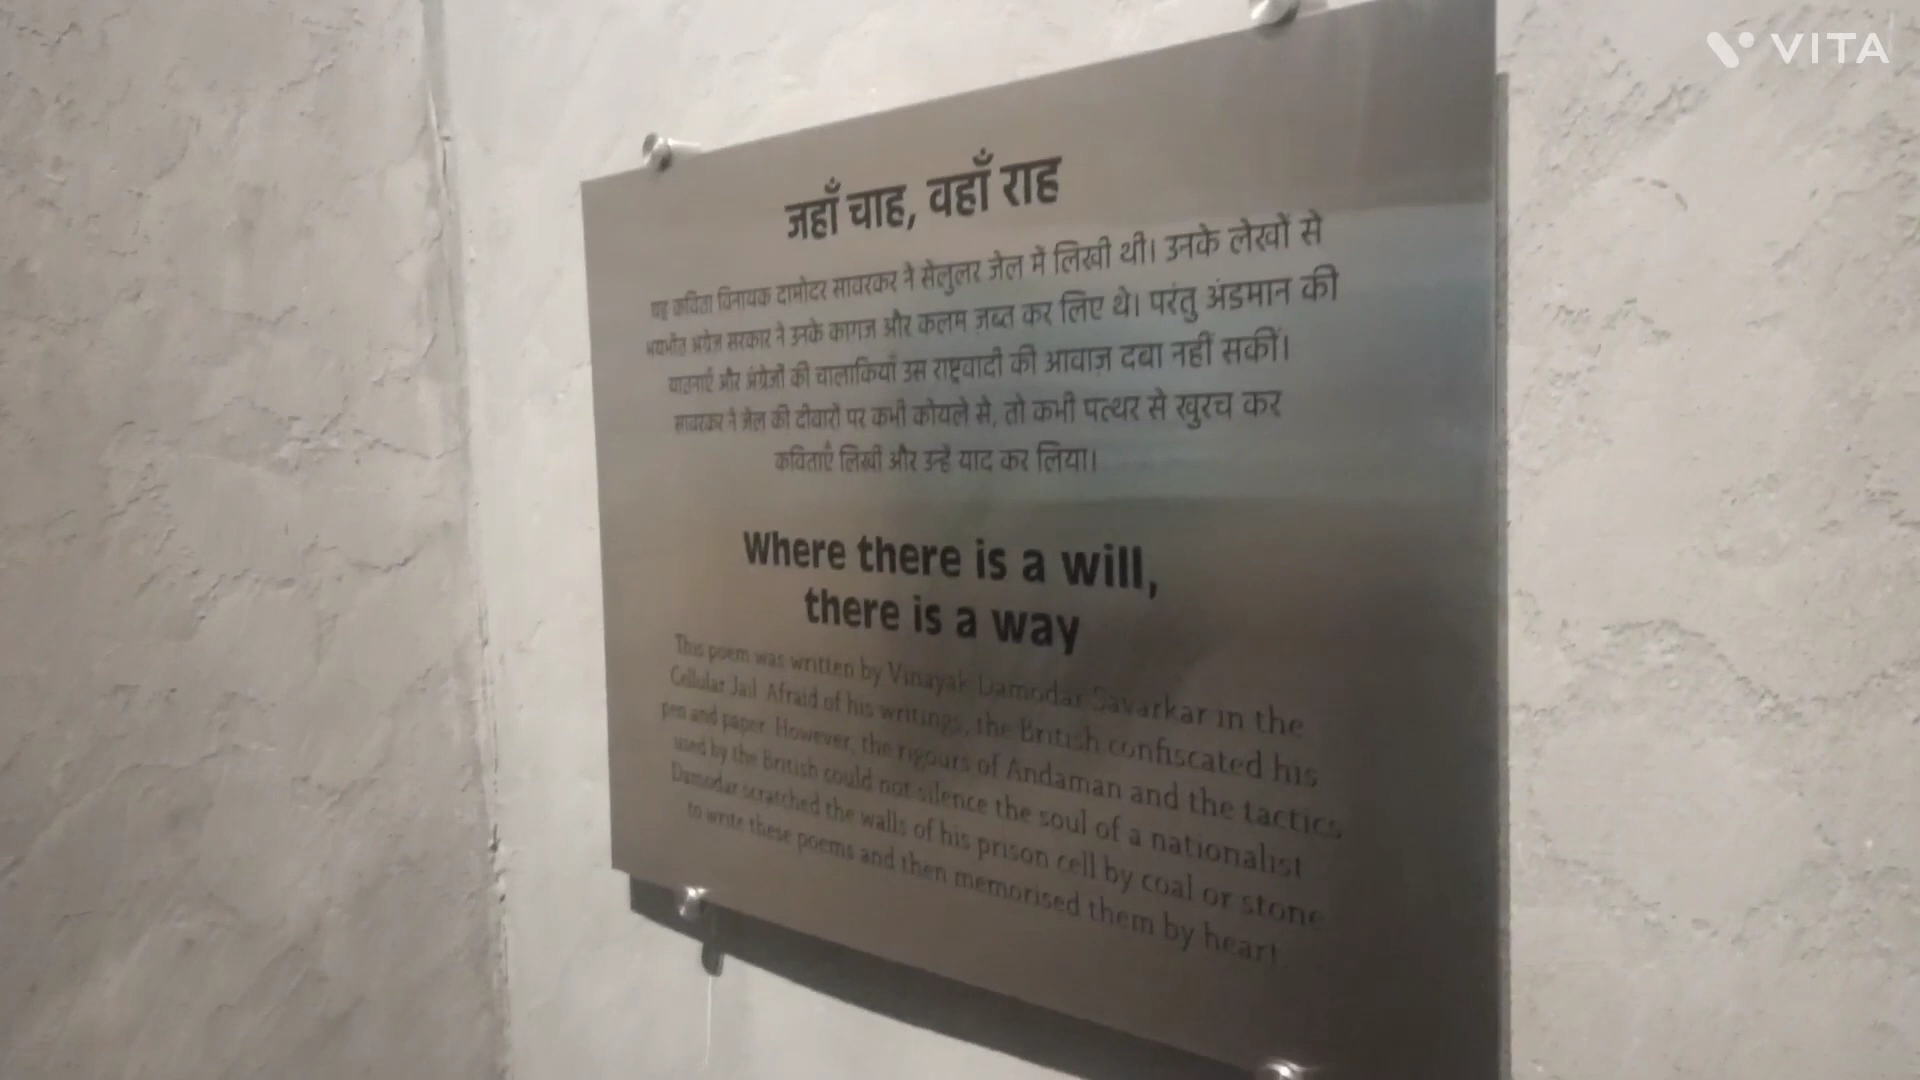 VITA
जहाँ चाह, वहाँ राह
यह कविता विनायक दामोदर सावरकर ने सेलुलर जेल में लिखी थी। उनके लेखों से
भयभीत अंग्रेज सरकार ने उनके कागज और कलम ज़ब्त कर लिए थे। परंतु अंडमान की
यातनाएँ और अंग्रेजों की चालाकियाँ उस राष्ट्रवादी की आवाज़ दबा नहीं सकीं।
सावरकर ने जेल की दीवारों पर कभी कोयले से, तो कभी पत्थर से खुरच कर
कविताएँ लिखी और उन्हें याद कर लिया।
Where there is a will,
there is a way
This poem was written by Vinayak Damodar Savarkar in the
Cellular Jail. Afraid of his writings, the British confiscated his
pen and paper. However, the rigours of Andaman and the tactics
used by the British could not silence the soul of a nationalist
Damodar scratched the walls of his prison cell by coal or stone
to write these poems and then memorised them by heart.